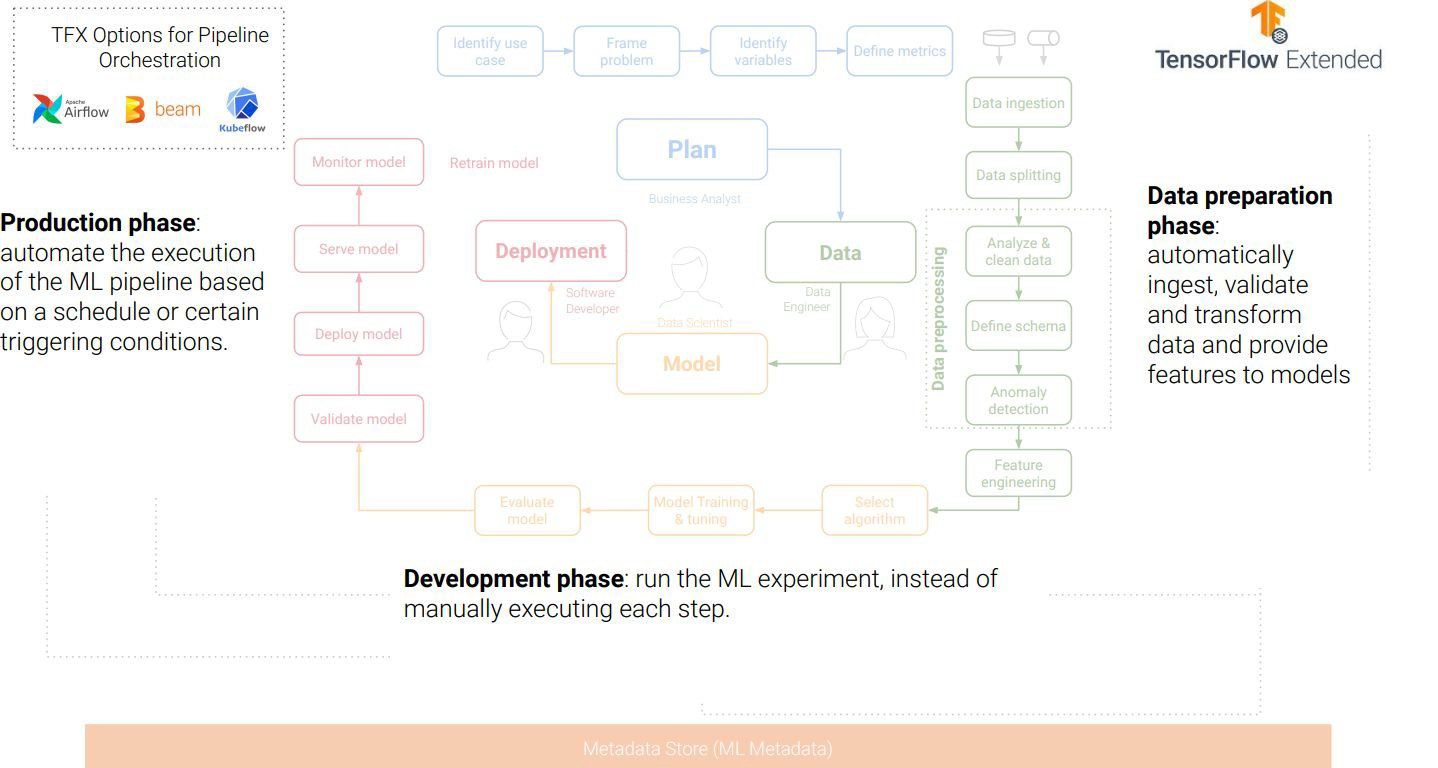 TFX Options for Pipeline
Orchestration
Apache
Airflow
beam
Kubeflow
Identify use
case
Frame
problem
Identify
variables
Define metrics
TensorFlow Extended
Data ingestion
Data splitting
Analyze &
clean data
Define schema
Anomaly
detection
Data preprocessing
Feature
engineering
Select
algorithm
Model Training
& tuning
Evaluate
model
Validate model
Deploy model
Serve model
Monitor model
Retrain model
Plan
Business Analyst
Data
Data
Engineer
Model
Data Scientist
Deployment
Software
Developer
Production phase:
automate the execution
of the ML pipeline based
on a schedule or certain
triggering conditions.
Data preparation
phase:
automatically
ingest, validate
and transform
data and provide
features to models
Development phase: run the ML experiment, instead of
manually executing each step.
Metadata Store (ML Metadata)